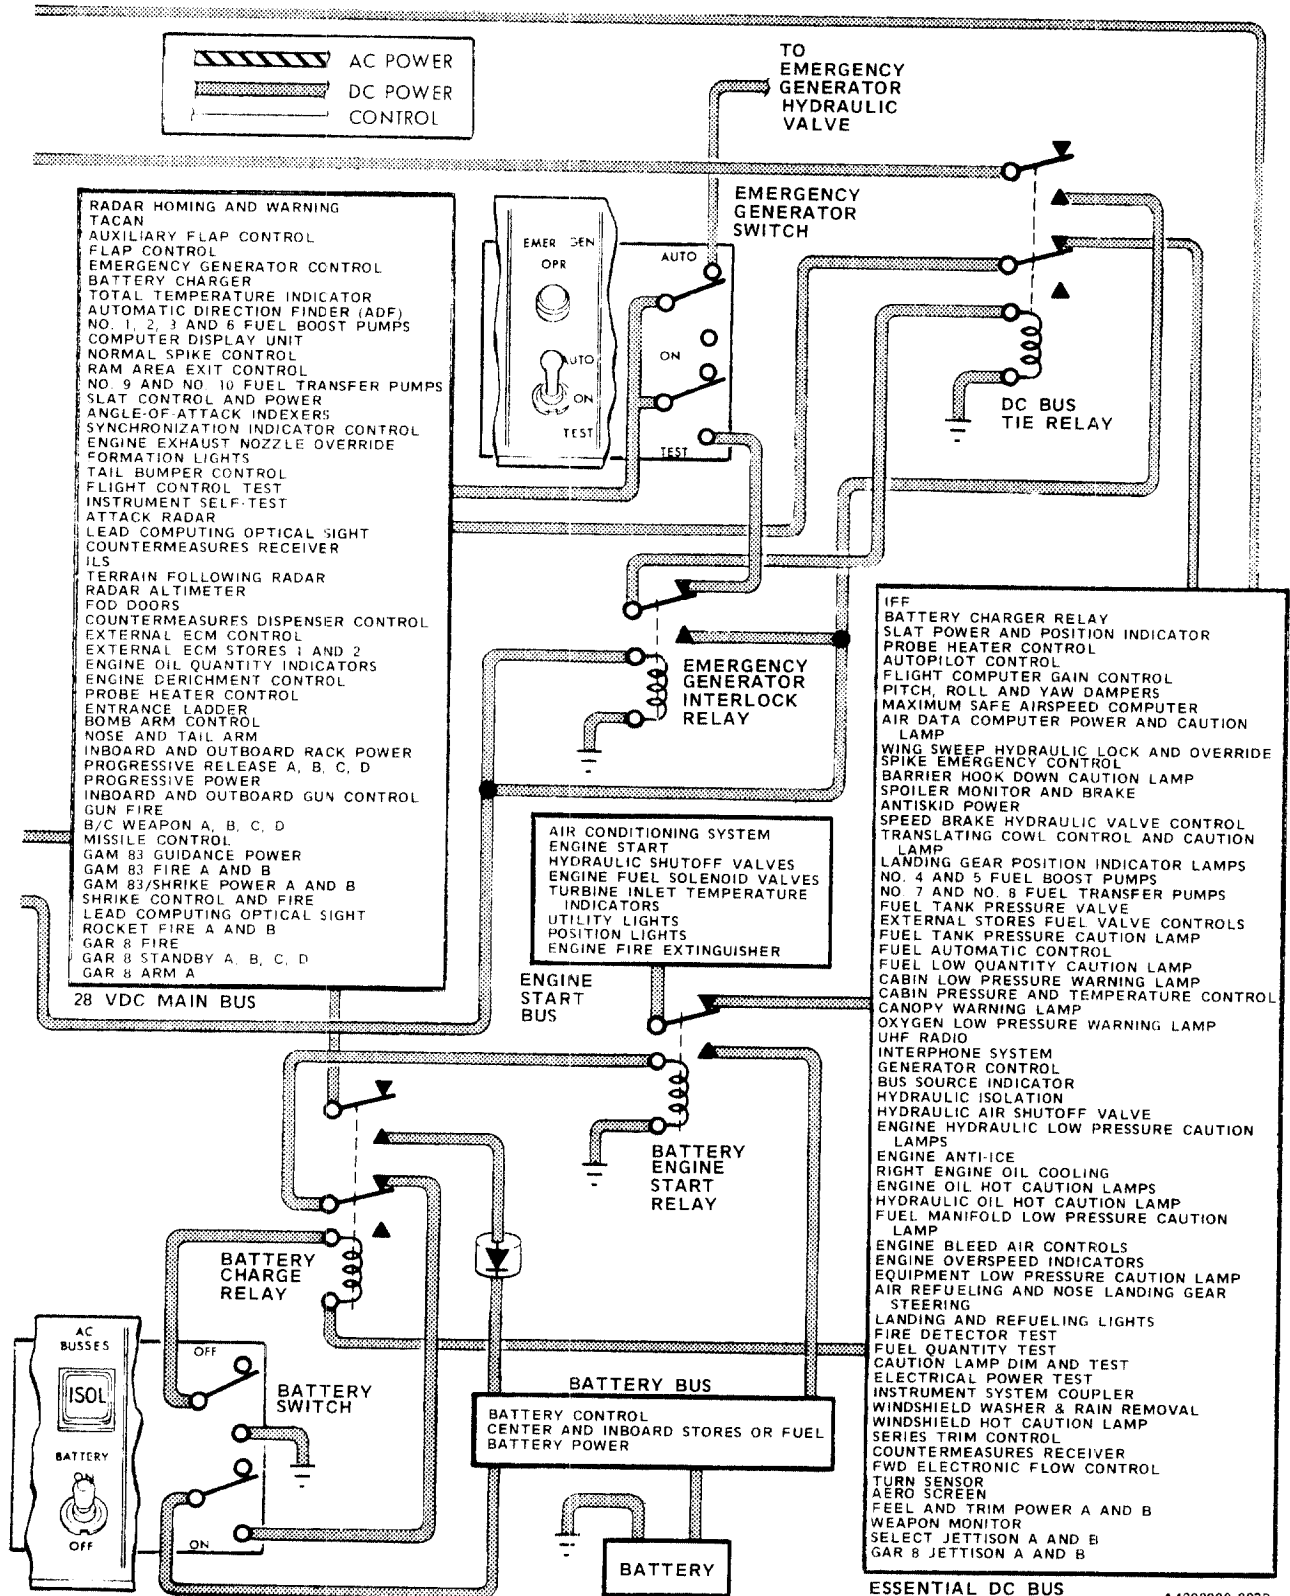 AC POWER
DC POWER
CONTROL
TO
EMERGENCY
GENERATOR
HYDRAULIC
VALVE
EMERGENCY
GENERATOR
SWITCH
EMER GEN
OPR
AUTO
ON
TEST
AUTO
ON
TEST
DC BUS
TIE RELAY
RADAR HOMING AND WARNING
TACAN
AUXILIARY FLAP CONTROL
FLAP CONTROL
EMERGENCY GENERATOR CONTROL
BATTERY CHARGER
TOTAL TEMPERATURE INDICATOR
AUTOMATIC DIRECTION FINDER (ADF)
NO. 1, 2, 3 AND 6 FUEL BOOST PUMPS
COMPUTER DISPLAY UNIT
NORMAL SPIKE CONTROL
RAM AREA EXIT CONTROL
NO. 9 AND NO. 10 FUEL TRANSFER PUMPS
SLAT CONTROL AND POWER
ANGLE-OF-ATTACK INDEXERS
SYNCHRONIZATION INDICATOR CONTROL
ENGINE EXHAUST NOZZLE OVERRIDE
FORMATION LIGHTS
TAIL BUMPER CONTROL
FLIGHT CONTROL TEST
INSTRUMENT SELF-TEST
ATTACK RADAR
LEAD COMPUTING OPTICAL SIGHT
COUNTERMEASURES RECEIVER
ILS
TERRAIN FOLLOWING RADAR
RADAR ALTIMETER
FOD DOORS
COUNTERMEASURES DISPENSER CONTROL
EXTERNAL ECM CONTROL
EXTERNAL ECM STORES 1 AND 2
ENGINE OIL QUANTITY INDICATORS
ENGINE DERICHMENT CONTROL
PROBE HEATER CONTROL
ENTRANCE LADDER
BOMB ARM CONTROL
NOSE AND TAIL ARM
INBOARD AND OUTBOARD RACK POWER
PROGRESSIVE RELEASE A, B, C, D
PROGRESSIVE POWER
INBOARD AND OUTBOARD GUN CONTROL
GUN FIRE
B/C WEAPON A, B, C, D
MISSILE CONTROL
GAM 83 GUIDANCE POWER
GAM 83 FIRE A AND B
GAM 83/SHRIKE POWER A AND B
SHRIKE CONTROL AND FIRE
LEAD COMPUTING OPTICAL SIGHT
ROCKET FIRE A AND B
GAR 8 FIRE
GAR 8 STANDBY A, B, C, D
GAR 8 ARM A
28 VDC MAIN BUS
EMERGENCY
GENERATOR
INTERLOCK
RELAY
AIR CONDITIONING SYSTEM
ENGINE START
HYDRAULIC SHUTOFF VALVES
ENGINE FUEL SOLENOID VALVES
TURBINE INLET TEMPERATURE
INDICATORS
UTILITY LIGHTS
POSITION LIGHTS
ENGINE FIRE EXTINGUISHER
ENGINE
START
BUS
BATTERY
ENGINE
START
RELAY
BATTERY
CHARGE
RELAY
AC
BUSSES
ISOL
BATTERY
ON
OFF
OFF
ON
BATTERY
SWITCH
BATTERY BUS
BATTERY CONTROL
CENTER AND INBOARD STORES OR FUEL
BATTERY POWER
BATTERY
IFF
BATTERY CHARGER RELAY
SLAT POWER AND POSITION INDICATOR
PROBE HEATER CONTROL
AUTOPILOT CONTROL
FLIGHT COMPUTER GAIN CONTROL
PITCH, ROLL AND YAW DAMPERS
MAXIMUM SAFE AIRSPEED COMPUTER
AIR DATA COMPUTER POWER AND CAUTION
LAMP
WING SWEEP HYDRAULIC LOCK AND OVERRIDE
SPIKE EMERGENCY CONTROL
BARRIER HOOK DOWN CAUTION LAMP
SPOILER MONITOR AND BRAKE
ANTISKID POWER
SPEED BRAKE HYDRAULIC VALVE CONTROL
TRANSLATING COWL CONTROL AND CAUTION
LAMP
LANDING GEAR POSITION INDICATOR LAMPS
NO. 4 AND 5 FUEL BOOST PUMPS
NO. 7 AND NO. 8 FUEL TRANSFER PUMPS
FUEL TANK PRESSURE VALVE
EXTERNAL STORES FUEL VALVE CONTROLS
FUEL TANK PRESSURE CAUTION LAMP
FUEL AUTOMATIC CONTROL
FUEL LOW QUANTITY CAUTION LAMP
CABIN LOW PRESSURE WARNING LAMP
CABIN PRESSURE AND TEMPERATURE CONTROL
CANOPY WARNING LAMP
OXYGEN LOW PRESSURE WARNING LAMP
UHF RADIO
INTERPHONE SYSTEM
GENERATOR CONTROL
BUS SOURCE INDICATOR
HYDRAULIC ISOLATION
HYDRAULIC AIR SHUTOFF VALVE
ENGINE HYDRAULIC LOW PRESSURE CAUTION
LAMPS
ENGINE ANTI-ICE
RIGHT ENGINE OIL COOLING
ENGINE OIL HOT CAUTION LAMPS
HYDRAULIC OIL HOT CAUTION LAMP
FUEL MANIFOLD LOW PRESSURE CAUTION
LAMP
ENGINE BLEED AIR CONTROLS
ENGINE OVERSPEED INDICATORS
EQUIPMENT LOW PRESSURE CAUTION LAMP
AIR REFUELING AND NOSE LANDING GEAR
STEERING
LANDING AND REFUELING LIGHTS
FIRE DETECTOR TEST
FUEL QUANTITY TEST
CAUTION LAMP DIM AND TEST
ELECTRICAL POWER TEST
INSTRUMENT SYSTEM COUPLER
WINDSHIELD WASHER & RAIN REMOVAL
WINDSHIELD HOT CAUTION LAMP
SERIES TRIM CONTROL
COUNTERMEASURES RECEIVER
FWD ELECTRONIC FLOW CONTROL
TURN SENSOR
AERO SCREEN
FEEL AND TRIM POWER A AND B
WEAPON MONITOR
SELECT JETTISON A AND B
GAR 8 JETTISON A AND B
ESSENTIAL DC BUS